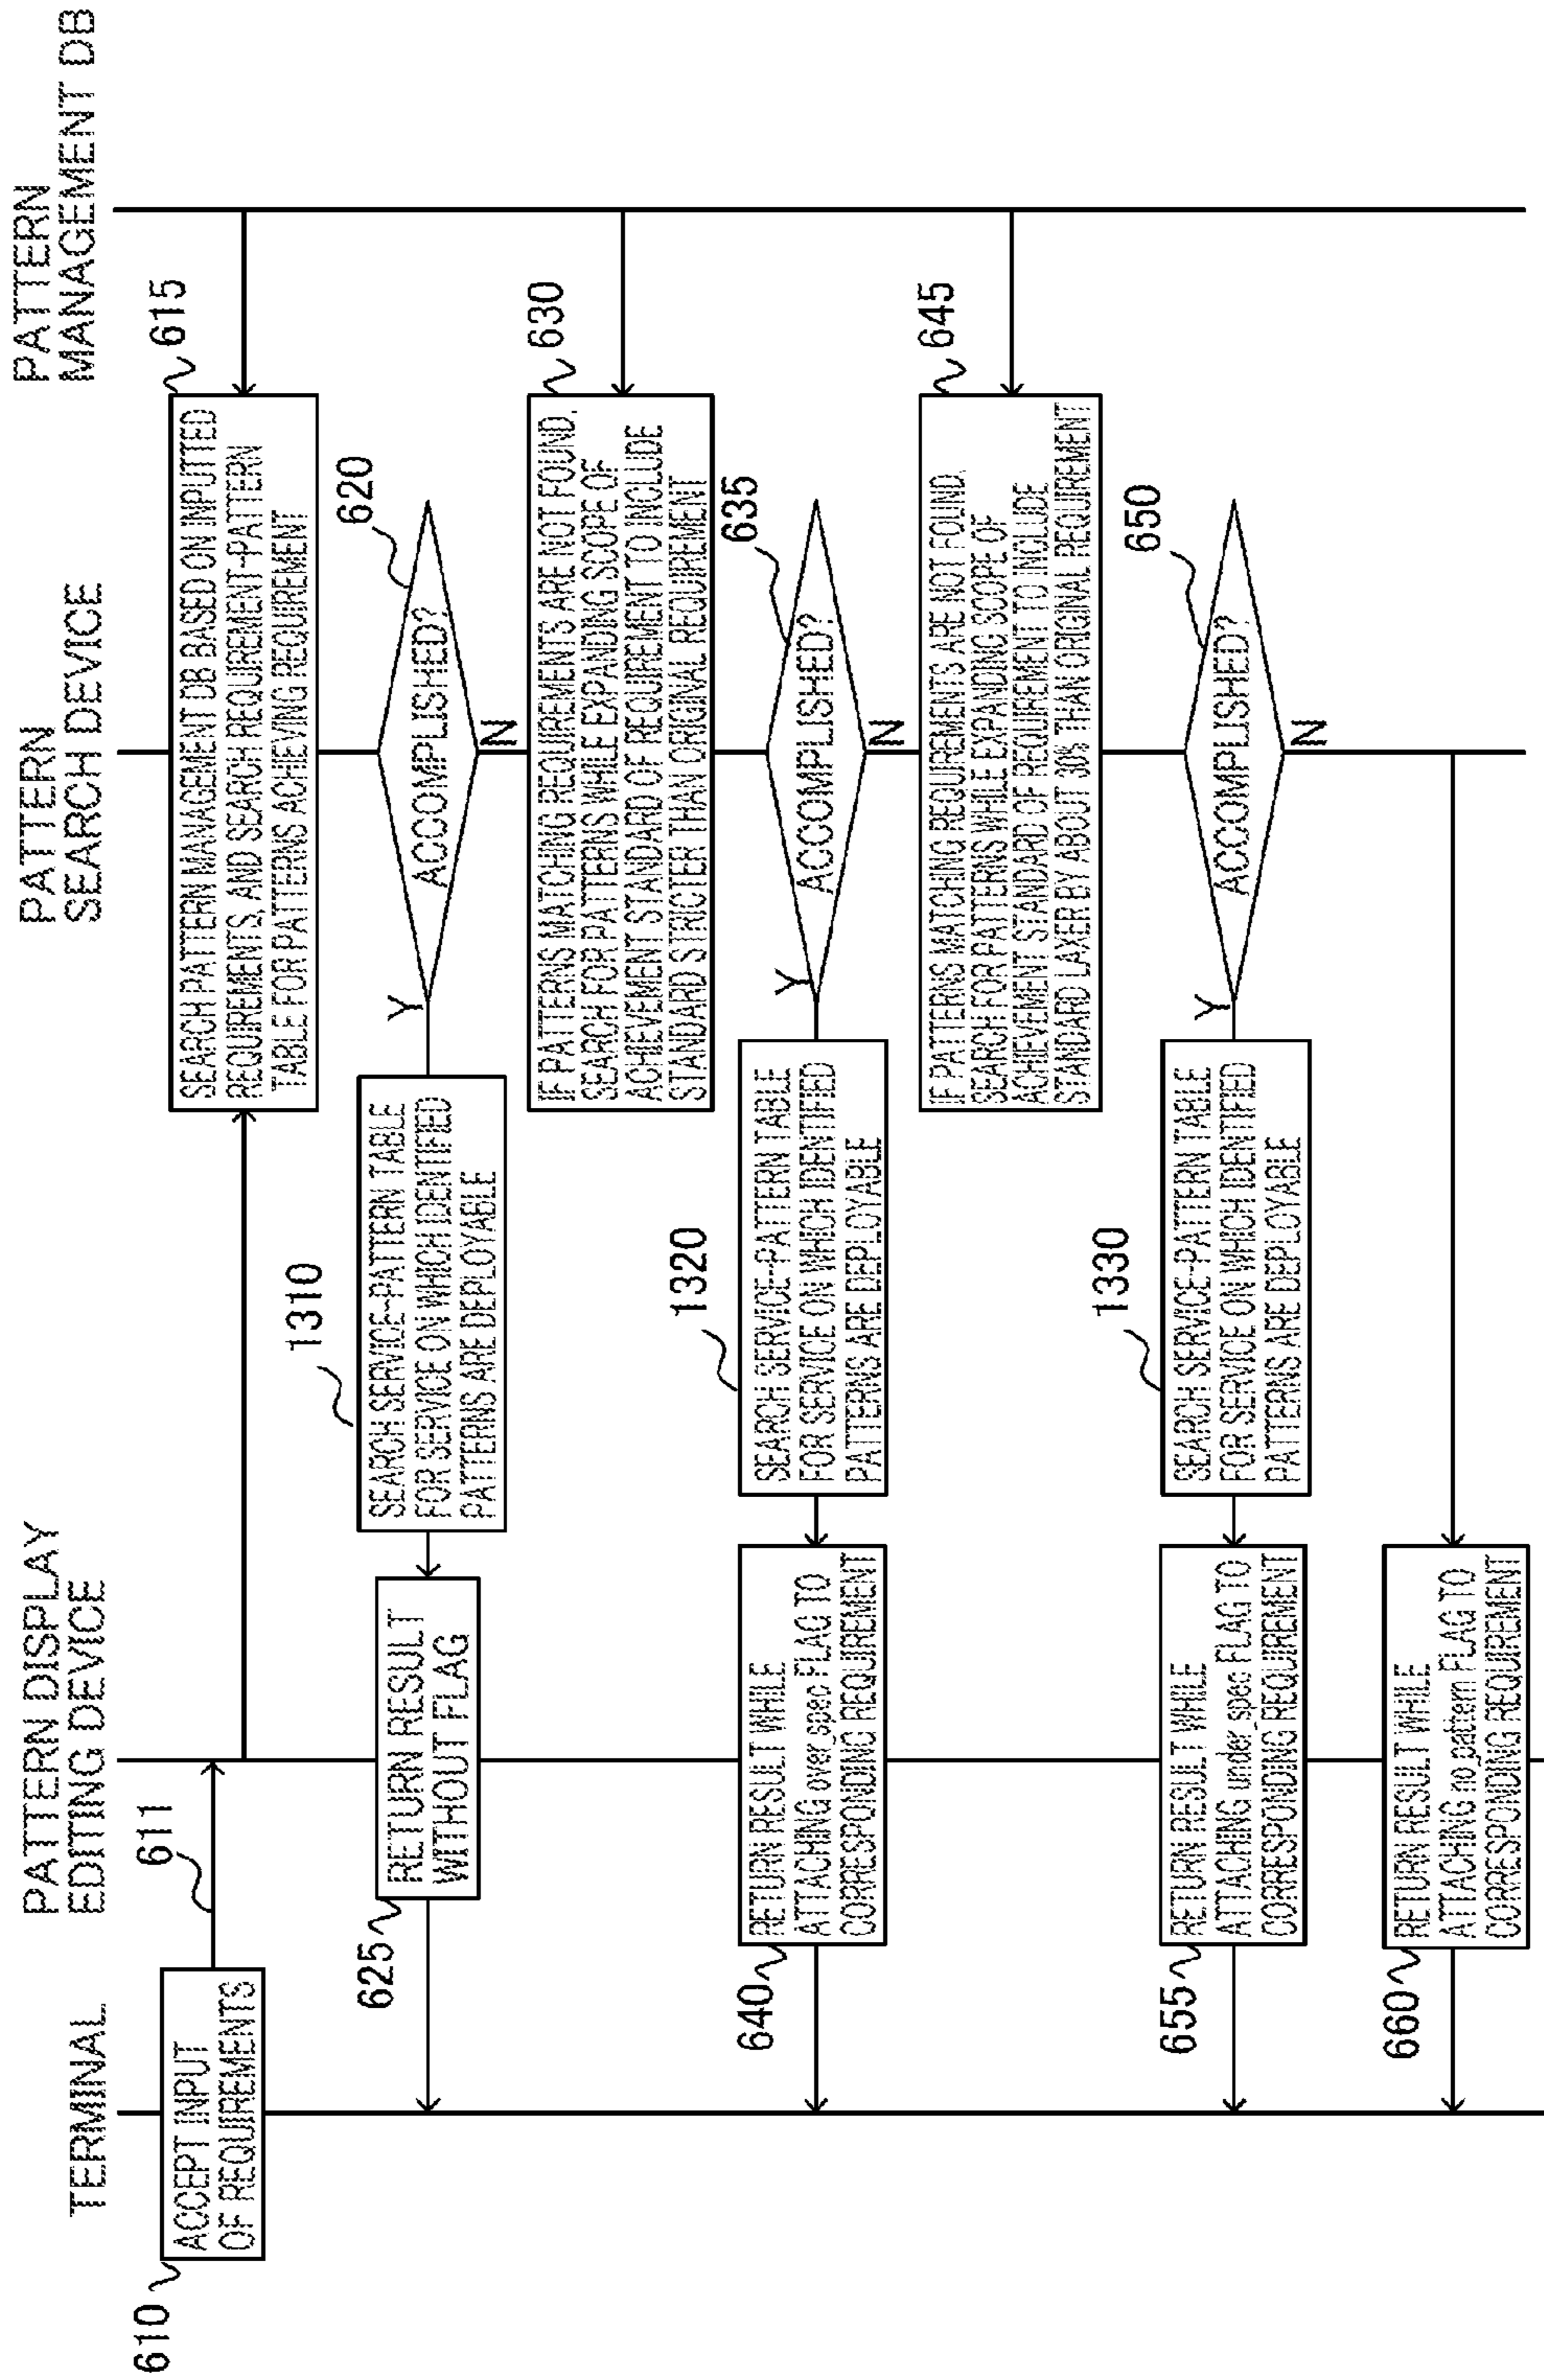 TERMINAL
PATTERN DISPLAY
EDITING DEVICE
PATTERN
SEARCH DEVICE
PATTERN
MANAGEMENT DB
610
ACCEPT INPUT
OF REQUIREMENTS
611
615
SEARCH PATTERN MANAGEMENT DB BASED ON INPUTTED
REQUIREMENTS, AND SEARCH REQUIREMENT-PATTERN
TABLE FOR PATTERNS ACHIEVING REQUIREMENT
620
ACCOMPLISHED?
Y
N
1310
SEARCH SERVICE-PATTERN TABLE
FOR SERVICE ON WHICH IDENTIFIED
PATTERNS ARE DEPLOYABLE
625
RETURN RESULT
WITHOUT FLAG
630
IF PATTERNS MATCHING REQUIREMENTS ARE NOT FOUND,
SEARCH FOR PATTERNS WHILE EXPANDING SCOPE OF
ACHIEVEMENT STANDARD OF REQUIREMENT TO INCLUDE
STANDARD STRICTER THAN ORIGINAL REQUIREMENT
635
ACCOMPLISHED?
Y
N
1320
SEARCH SERVICE-PATTERN TABLE
FOR SERVICE ON WHICH IDENTIFIED
PATTERNS ARE DEPLOYABLE
640
RETURN RESULT WHILE
ATTACHING over_spec FLAG TO
CORRESPONDING REQUIREMENT
645
IF PATTERNS MATCHING REQUIREMENTS ARE NOT FOUND,
SEARCH FOR PATTERNS WHILE EXPANDING SCOPE OF
ACHIEVEMENT STANDARD OF REQUIREMENT TO INCLUDE
STANDARD LAXER BY ABOUT 30% THAN ORIGINAL REQUIREMENT
650
ACCOMPLISHED?
Y
N
1330
SEARCH SERVICE-PATTERN TABLE
FOR SERVICE ON WHICH IDENTIFIED
PATTERNS ARE DEPLOYABLE
655
RETURN RESULT WHILE
ATTACHING under_spec FLAG TO
CORRESPONDING REQUIREMENT
660
RETURN RESULT WHILE
ATTACHING no_pattern FLAG TO
CORRESPONDING REQUIREMENT